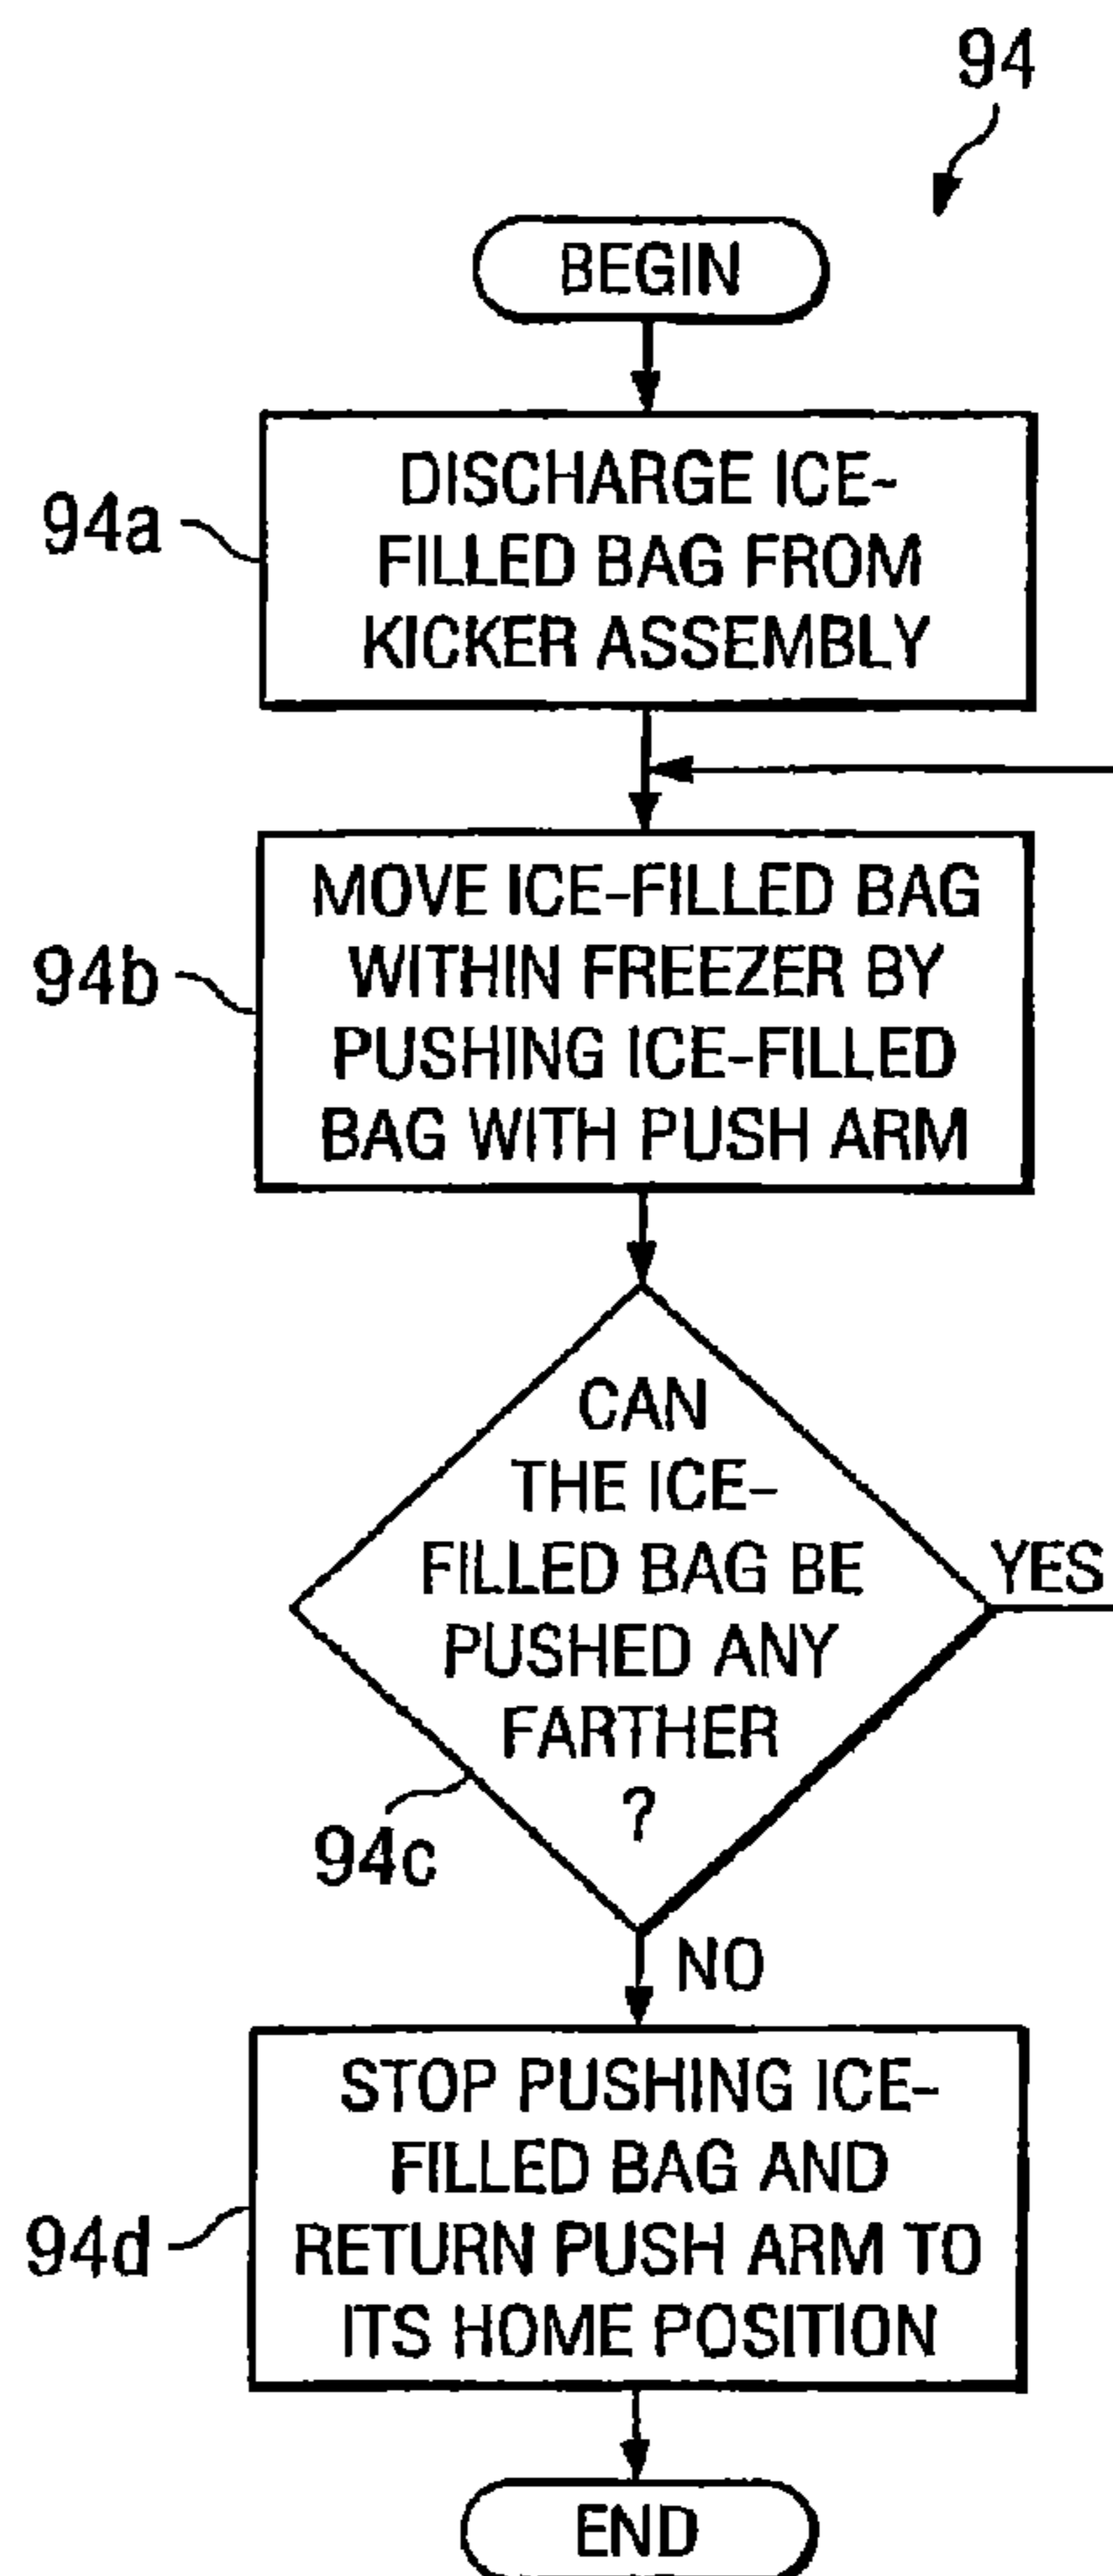 94
BEGIN
94a
DISCHARGE ICE-
FILLED BAG FROM
KICKER ASSEMBLY
94b
MOVE ICE-FILLED BAG
WITHIN FREEZER BY
PUSHING ICE-FILLED
BAG WITH PUSH ARM
CAN
THE ICE-
FILLED BAG BE
PUSHED ANY
FARTHER
?
YES
94c
NO
94d
STOP PUSHING ICE-
FILLED BAG AND
RETURN PUSH ARM TO
ITS HOME POSITION
END